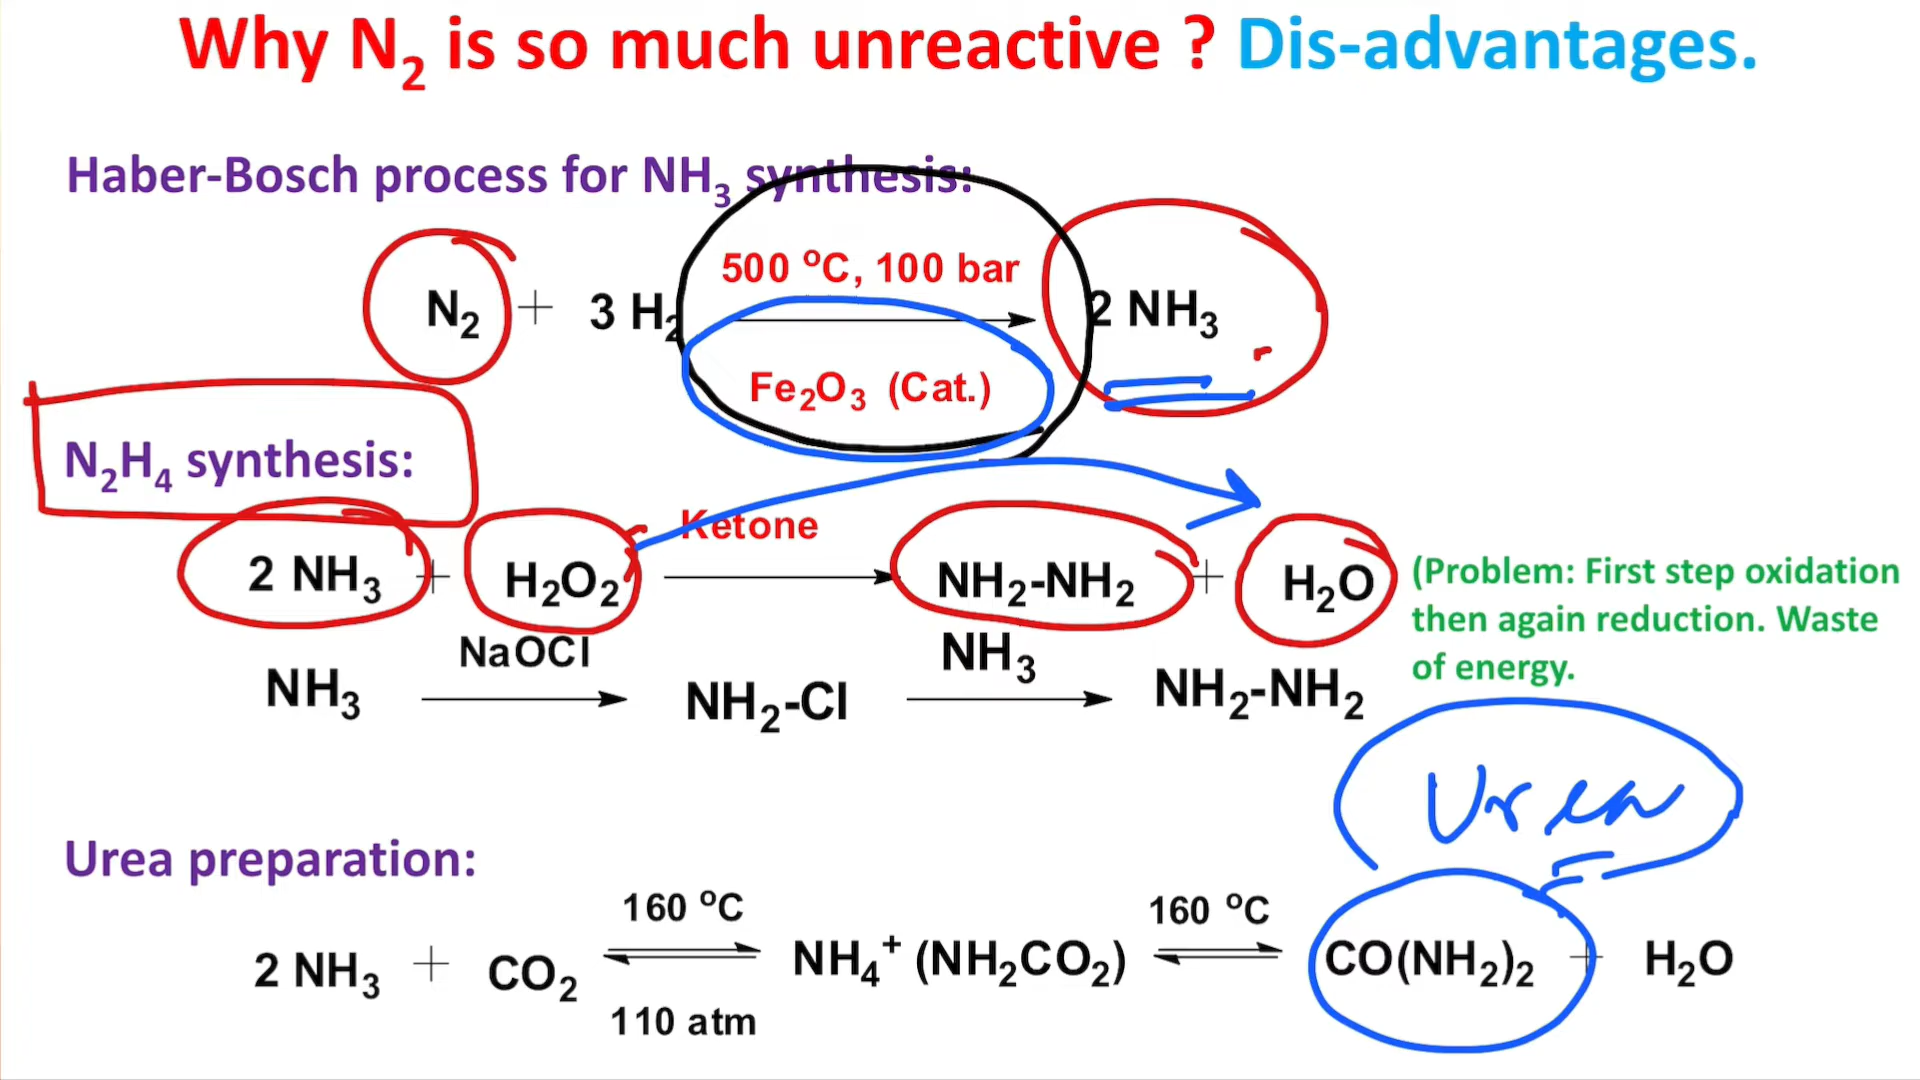 Why N₂ is so much unreactive ? Dis-advantages.
Haber-Bosch process for NH₃ synthesis:
500 °C, 100 bar
N₂ + 3 H₂ 2 NH₃
Fe₂O₃ (Cat.)
N₂H₄ synthesis:
Ketone
2 NH₃ + H₂O₂ NH₂-NH₂ + H₂O
(Problem: First step oxidation
then again reduction. Waste
of energy.
NaOCl NH₃
NH₃ NH₂-Cl NH₂-NH₂
Urea
Urea preparation:
160 °C 160 °C
2 NH₃ + CO₂ NH₄⁺ (NH₂CO₂) CO(NH₂)₂ + H₂O
110 atm